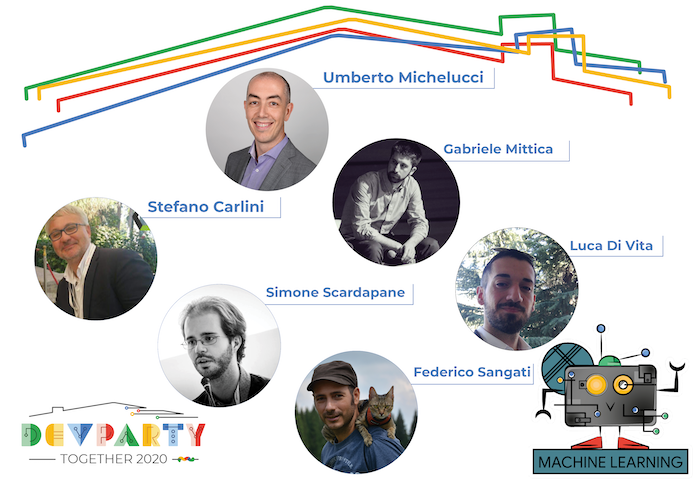 Umberto Michelucci
Gabriele Mittica
Stefano Carlini
Luca Di Vita
Simone Scardapane
Federico Sangati
DEVPARTY
TOGETHER 2020
MACHINE LEARNING